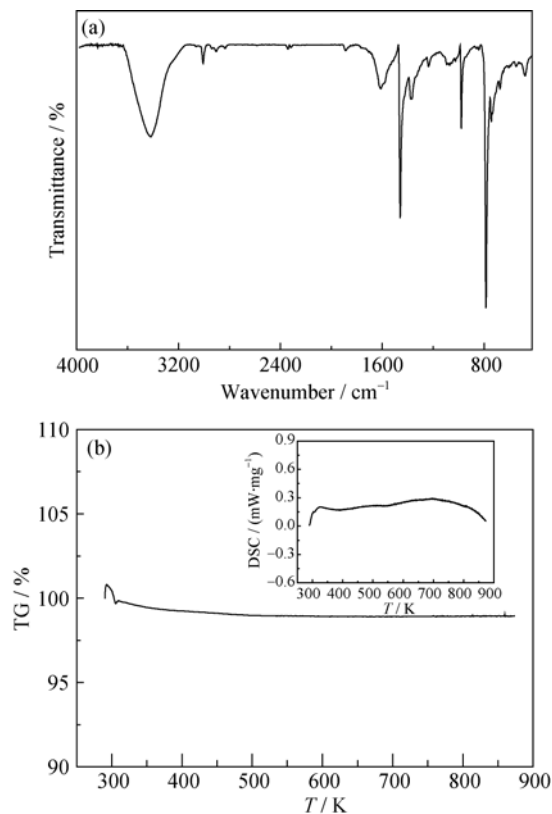 (a)
Transmittance / %
4000 3200 2400 1600 800
Wavenumber / cm⁻¹
(b)
110
105
100
95
90
TG / %
300 400 500 600 700 800 900
T / K
0.9
0.6
0.3
0.0
−0.3
−0.6
DSC / (mW·mg⁻¹)
300 400 500 600 700 800 900
T / K